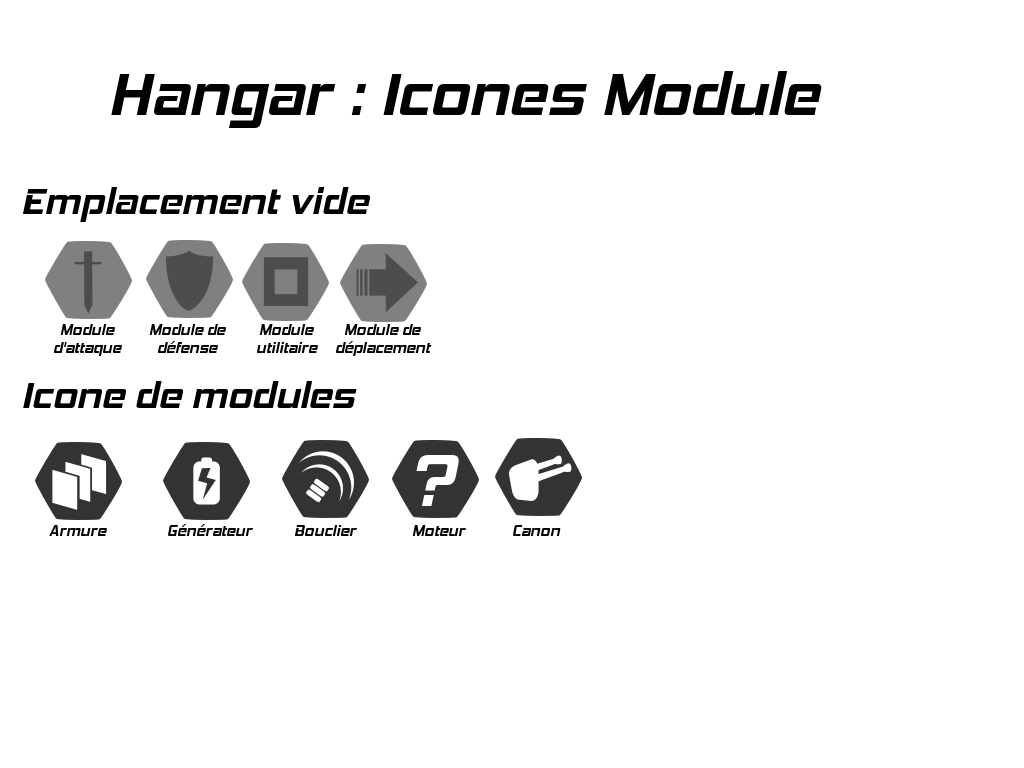 Hangar : Icones Module
Emplacement vide
Module d'attaque
Module de défense
Module utilitaire
Module de déplacement
Icone de modules
?
Armure
Générateur
Bouclier
Moteur
Canon